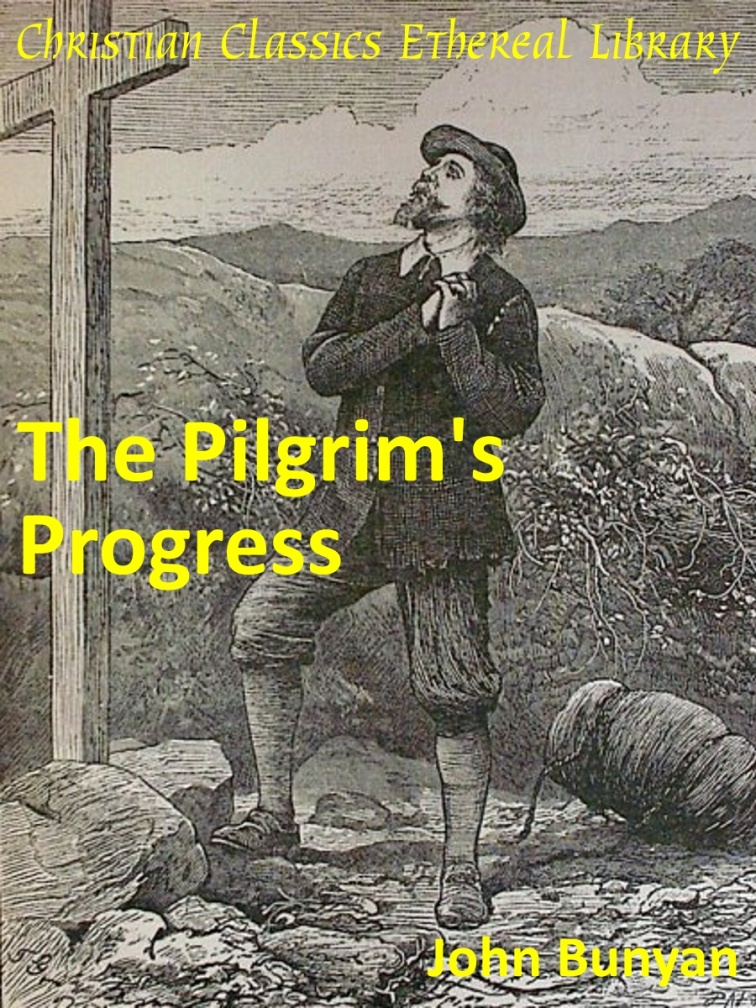 Christian Classics Ethereal Library
The Pilgrim's
Progress
John Bunyan